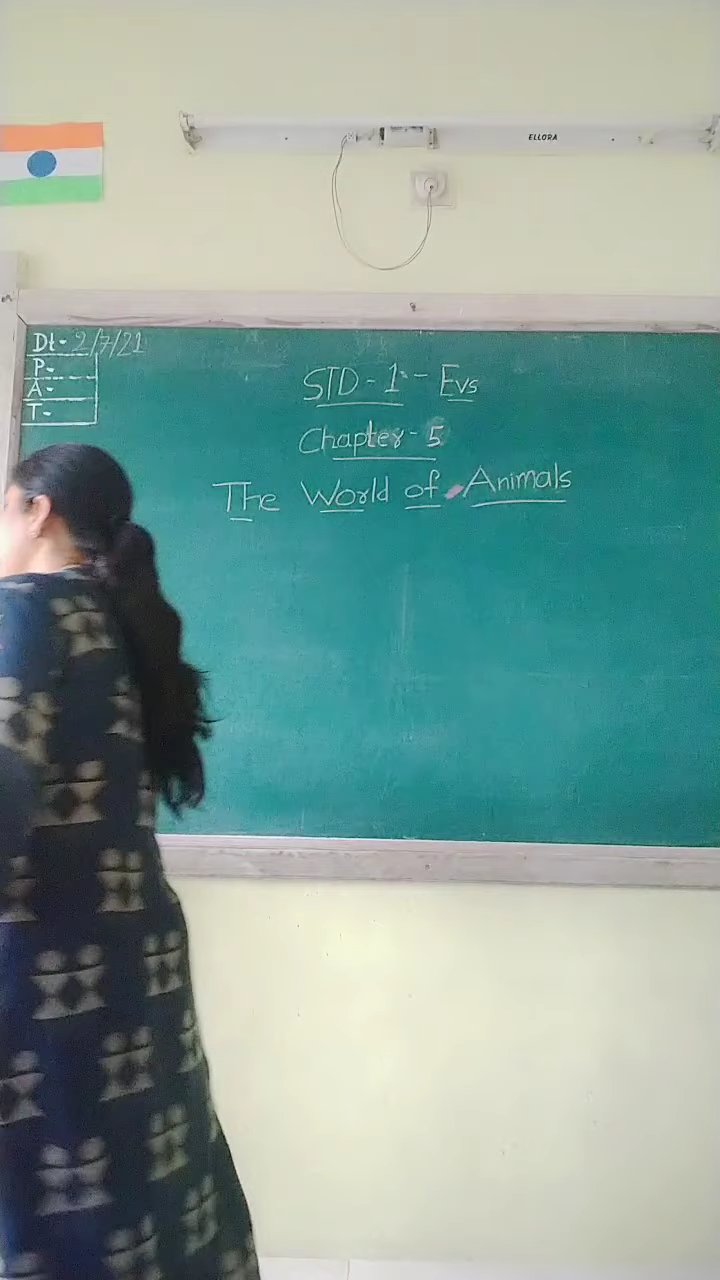 ELLORA
Dt- 2/7/21
P-
A-
T-
STD - 1 - Evs
Chapter - 5
The World of Animals